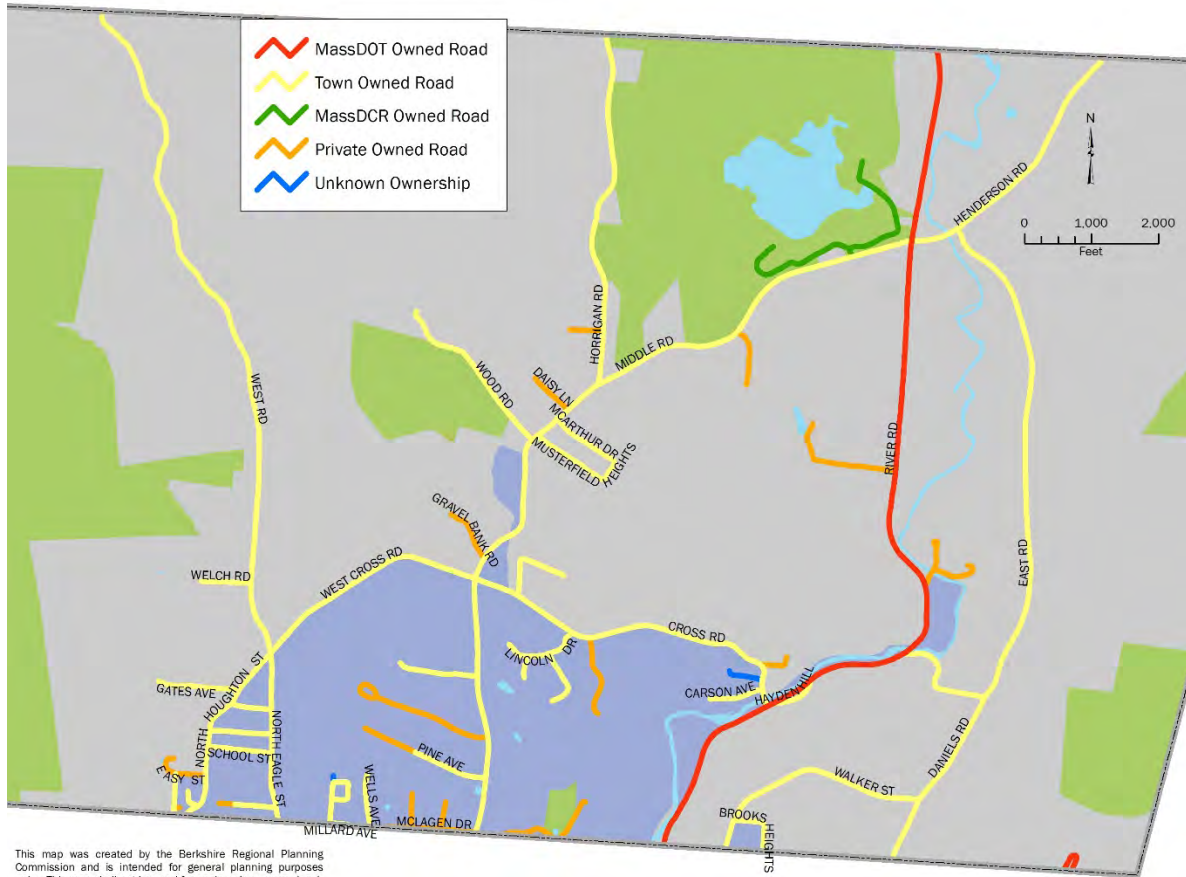 MassDOT Owned Road
Town Owned Road
MassDCR Owned Road
Private Owned Road
Unknown Ownership
N
0 1,000 2,000
Feet
HENDERSON RD
HORRIGAN RD
MIDDLE RD
WEST RD
WOOD RD
DAISY LN
MCARTHUR DR
MUSTERFIELD
HEIGHTS
RIVER RD
GRAVEL BANK RD
WEST CROSS RD
WELCH RD
EAST RD
CROSS RD
LINCOLN DR
CARSON AVE
HAYDEN HILL
GATES AVE
NORTH HOUGHTON ST
NORTH EAGLE ST
SCHOOL ST
EASY ST
PINE AVE
WELLS AVE
MILLARD AVE
MCLAGEN DR
DANIELS RD
WALKER ST
BROOKS
HEIGHTS
This map was created by the Berkshire Regional Planning
Commission and is intended for general planning purposes